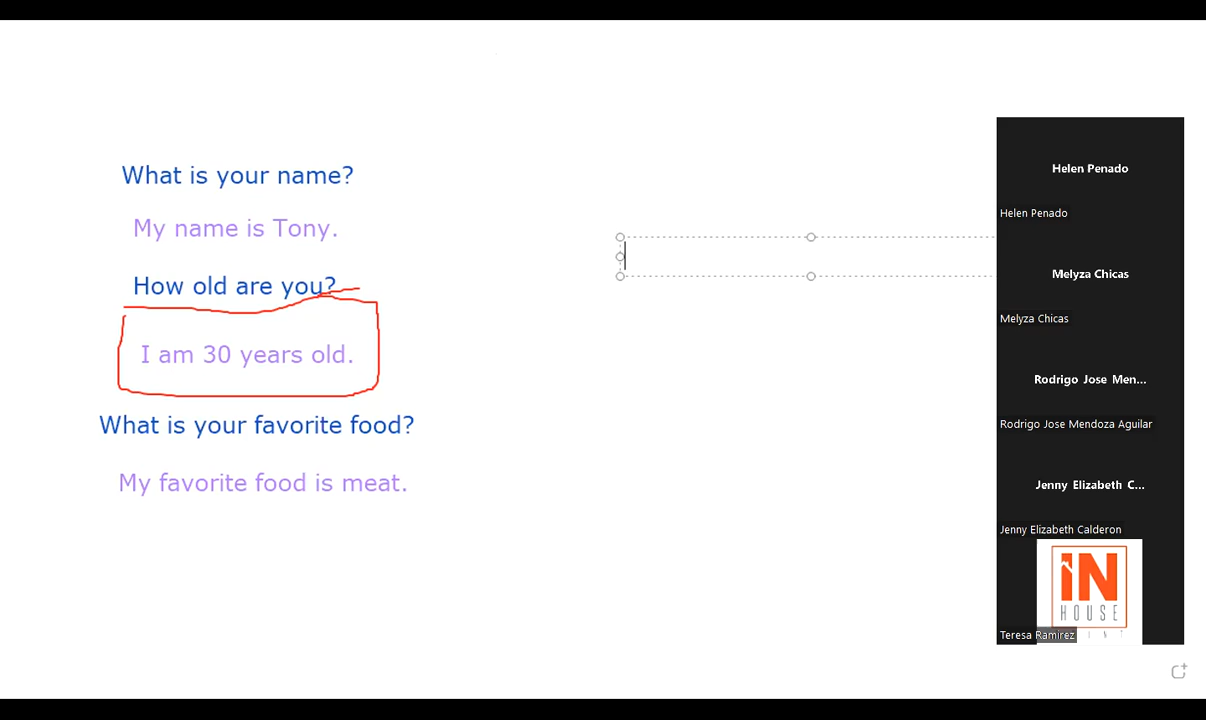 What is your name?
My name is Tony.
How old are you?
I am 30 years old.
What is your favorite food?
My favorite food is meat.
Helen Penado
Helen Penado
Melyza Chicas
Melyza Chicas
Rodrigo Jose Men...
Rodrigo Jose Mendoza Aguilar
Jenny Elizabeth C...
Jenny Elizabeth Calderon
iN
HOUSE
Teresa Ramirez